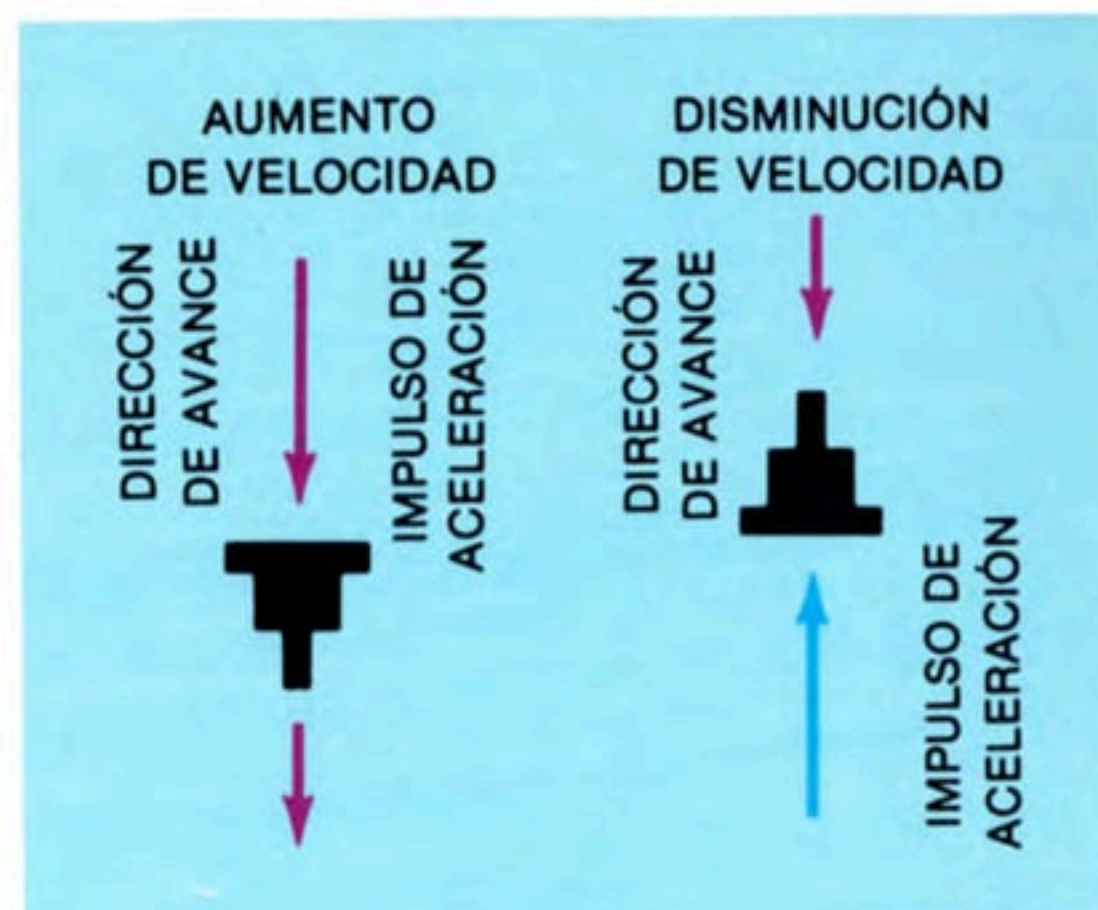 AUMENTO
DE VELOCIDAD
DIRECCIÓN
DE AVANCE
IMPULSO DE
ACELERACIÓN
DISMINUCIÓN
DE VELOCIDAD
DIRECCIÓN
DE AVANCE
IMPULSO DE
ACELERACIÓN